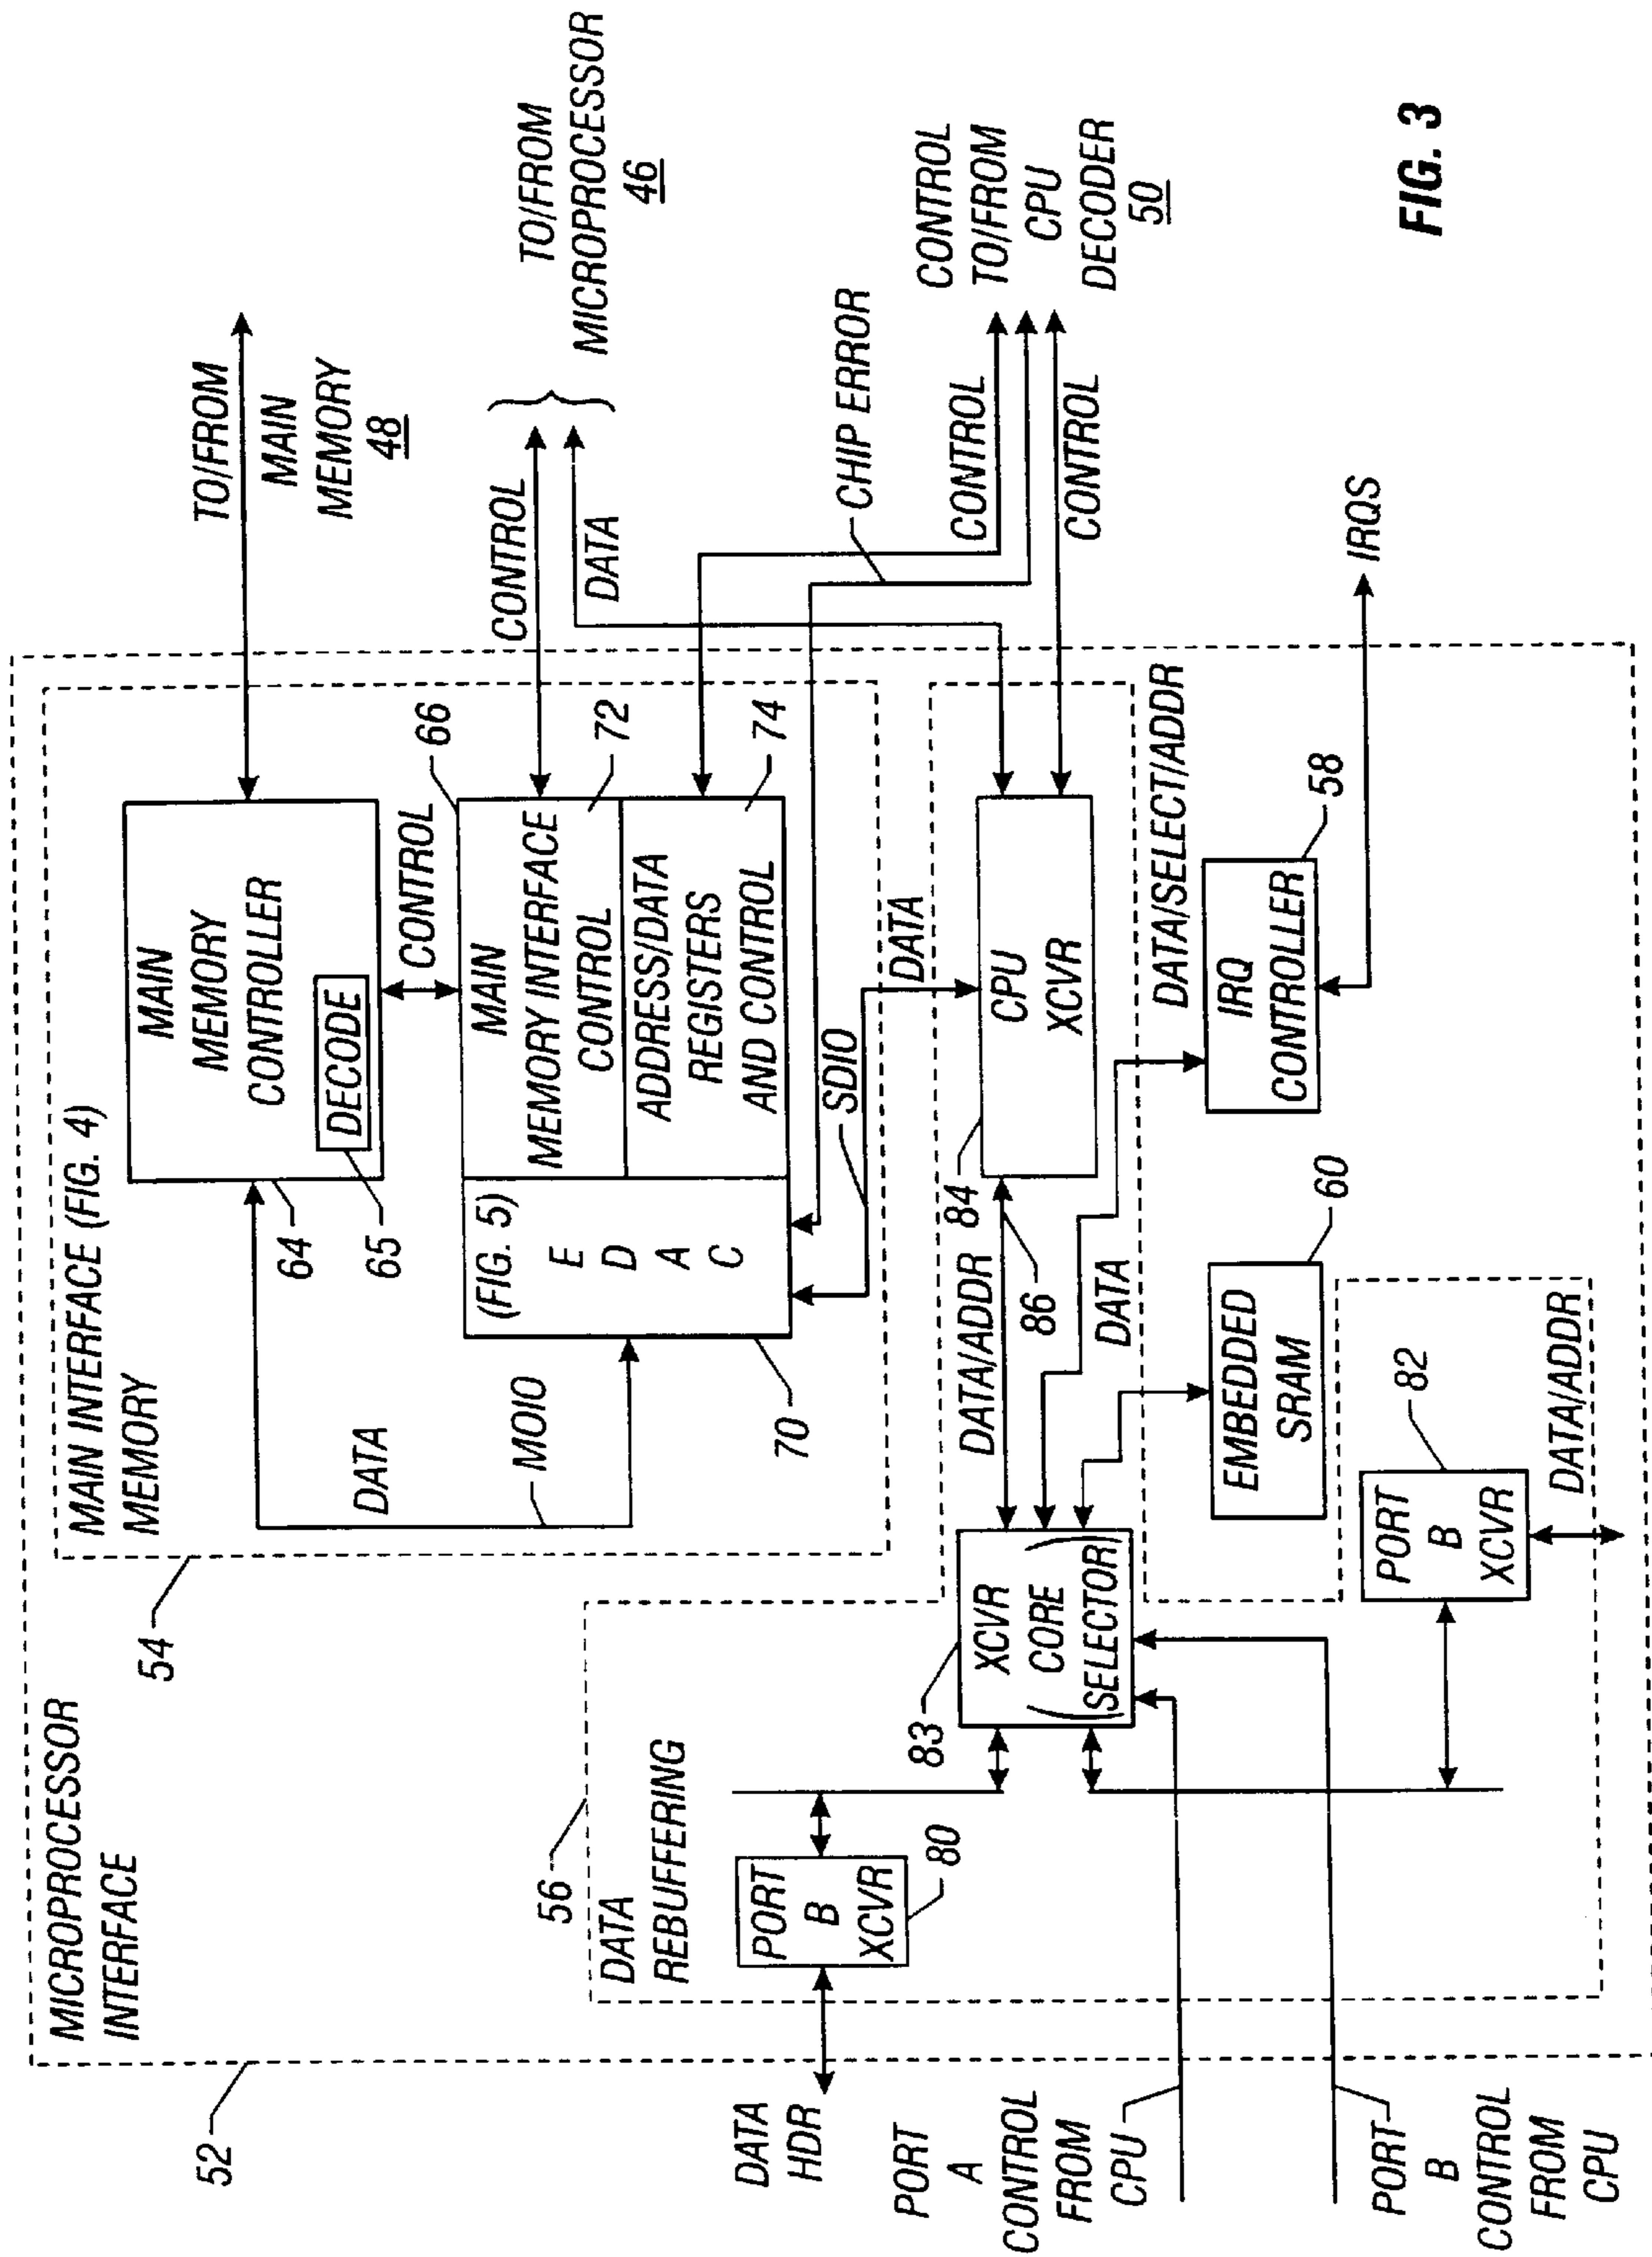 MICROPROCESSOR
INTERFACE
52
54
MAIN INTERFACE (FIG. 4)
MEMORY
MAIN
MEMORY
CONTROLLER
DECODE
64
65
TO/FROM
MAIN
MEMORY
48
DATA
MOIO
CONTROL
66
(FIG. 5)
E
D
A
C
70
MAIN
MEMORY INTERFACE
CONTROL
72
ADDRESS/DATA
REGISTERS
AND CONTROL
74
CONTROL
DATA
TO/FROM
MICROPROCESSOR
46
CHIP ERROR
CONTROL
CONTROL
CONTROL
TO/FROM
CPU
DECODER
50
SDIO
DATA
56
DATA
REBUFFERING
PORT
B
XCVR
80
DATA
HDR
83
XCVR
CORE
(SELECTOR)
DATA/ADDR
84
86
CPU
XCVR
DATA
DATA/SELECT/ADDR
IRQ
CONTROLLER
58
IRQS
EMBEDDED
SRAM
60
PORT
B
XCVR
82
DATA/ADDR
PORT
A
CONTROL
FROM
CPU
PORT
B
CONTROL
FROM
CPU
FIG. 3